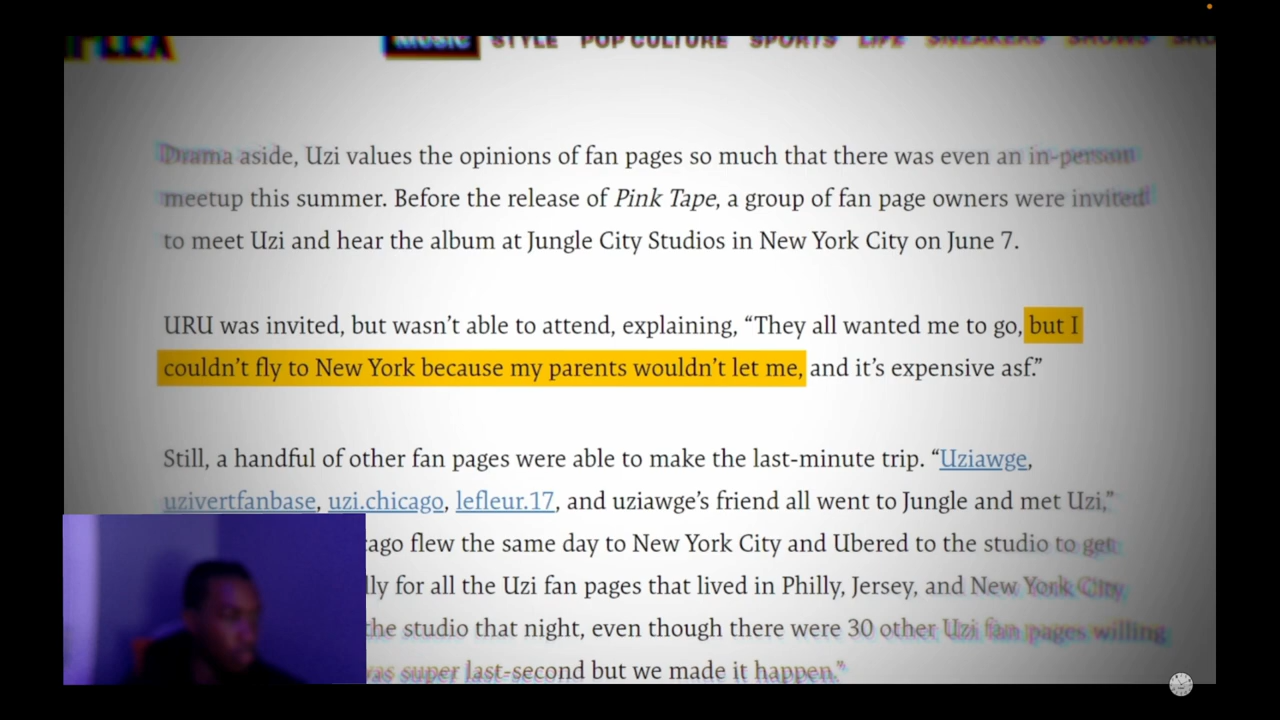 MUSIC STYLE POP CULTURE SPORTS LIFE SNEAKERS SHOWS
Drama aside, Uzi values the opinions of fan pages so much that there was even an in-person
meetup this summer. Before the release of Pink Tape, a group of fan page owners were invited
to meet Uzi and hear the album at Jungle City Studios in New York City on June 7.
URU was invited, but wasn’t able to attend, explaining, “They all wanted me to go, but I
couldn’t fly to New York because my parents wouldn’t let me, and it’s expensive asf.”
Still, a handful of other fan pages were able to make the last-minute trip. “Uziawge,
uzivertfanbase, uzi.chicago, lefleur.17, and uziawge’s friend all went to Jungle and met Uzi,”
cago flew the same day to New York City and Ubered to the studio to get
lly for all the Uzi fan pages that lived in Philly, Jersey, and New York City,
the studio that night, even though there were 30 other Uzi fan pages willing
was super last-second but we made it happen.”